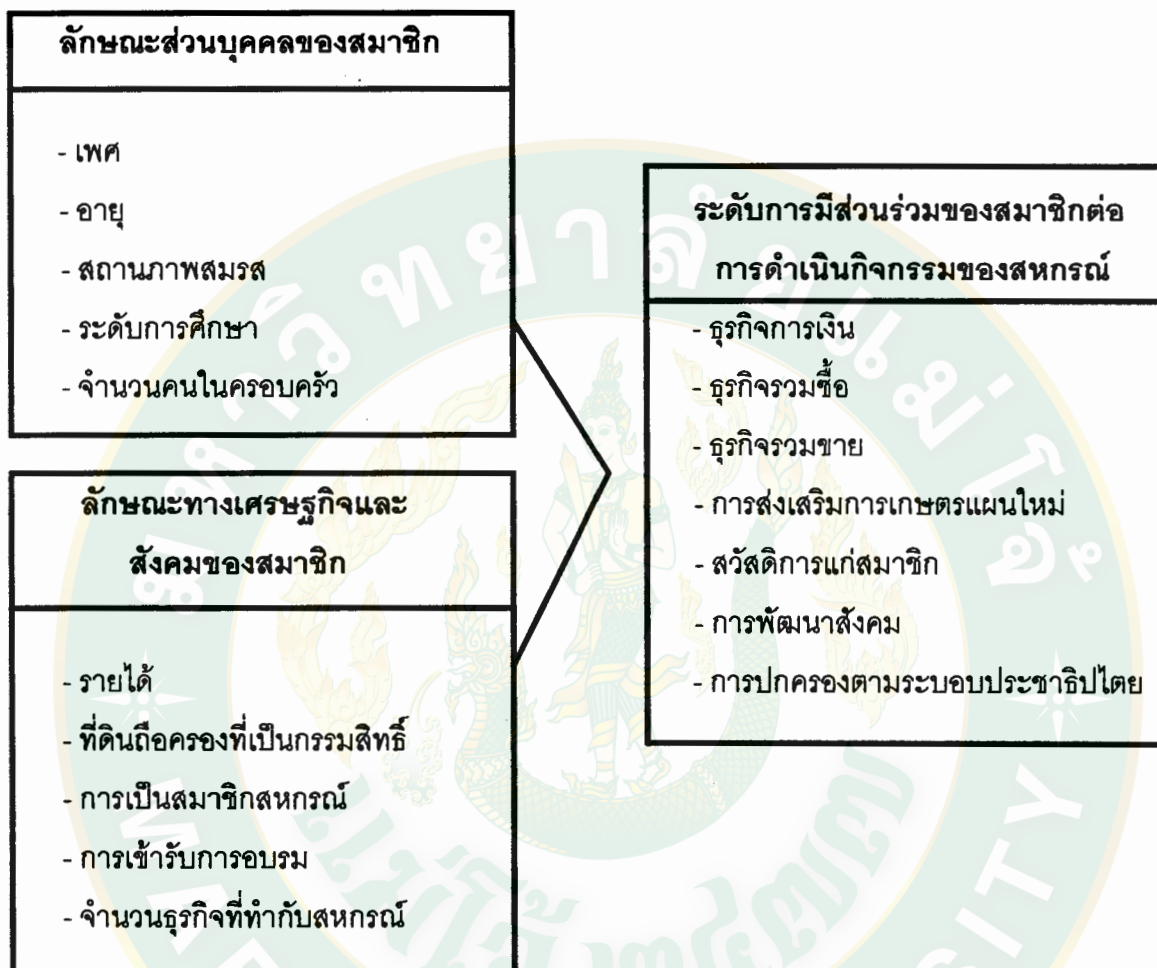 ลักษณะส่วนบุคคลของสมาชิก
- เพศ
- อายุ
- สถานภาพสมรส
- ระดับการศึกษา
- จำนวนคนในครอบครัว
ลักษณะทางเศรษฐกิจและ
สังคมของสมาชิก
- รายได้
- ที่ดินถือครองที่เป็นกรรมสิทธิ์
- การเป็นสมาชิกสหกรณ์
- การเข้ารับการอบรม
- จำนวนธุรกิจที่ทำกับสหกรณ์
ระดับการมีส่วนร่วมของสมาชิกต่อ
การดำเนินกิจกรรมของสหกรณ์
- ธุรกิจการเงิน
- ธุรกิจรวมซื้อ
- ธุรกิจรวมขาย
- การส่งเสริมการเกษตรแผนใหม่
- สวัสดิการแก่สมาชิก
- การพัฒนาสังคม
- การปกครองตามระบอบประชาธิปไตย
มหาวิทยาลัยแม่โจ้